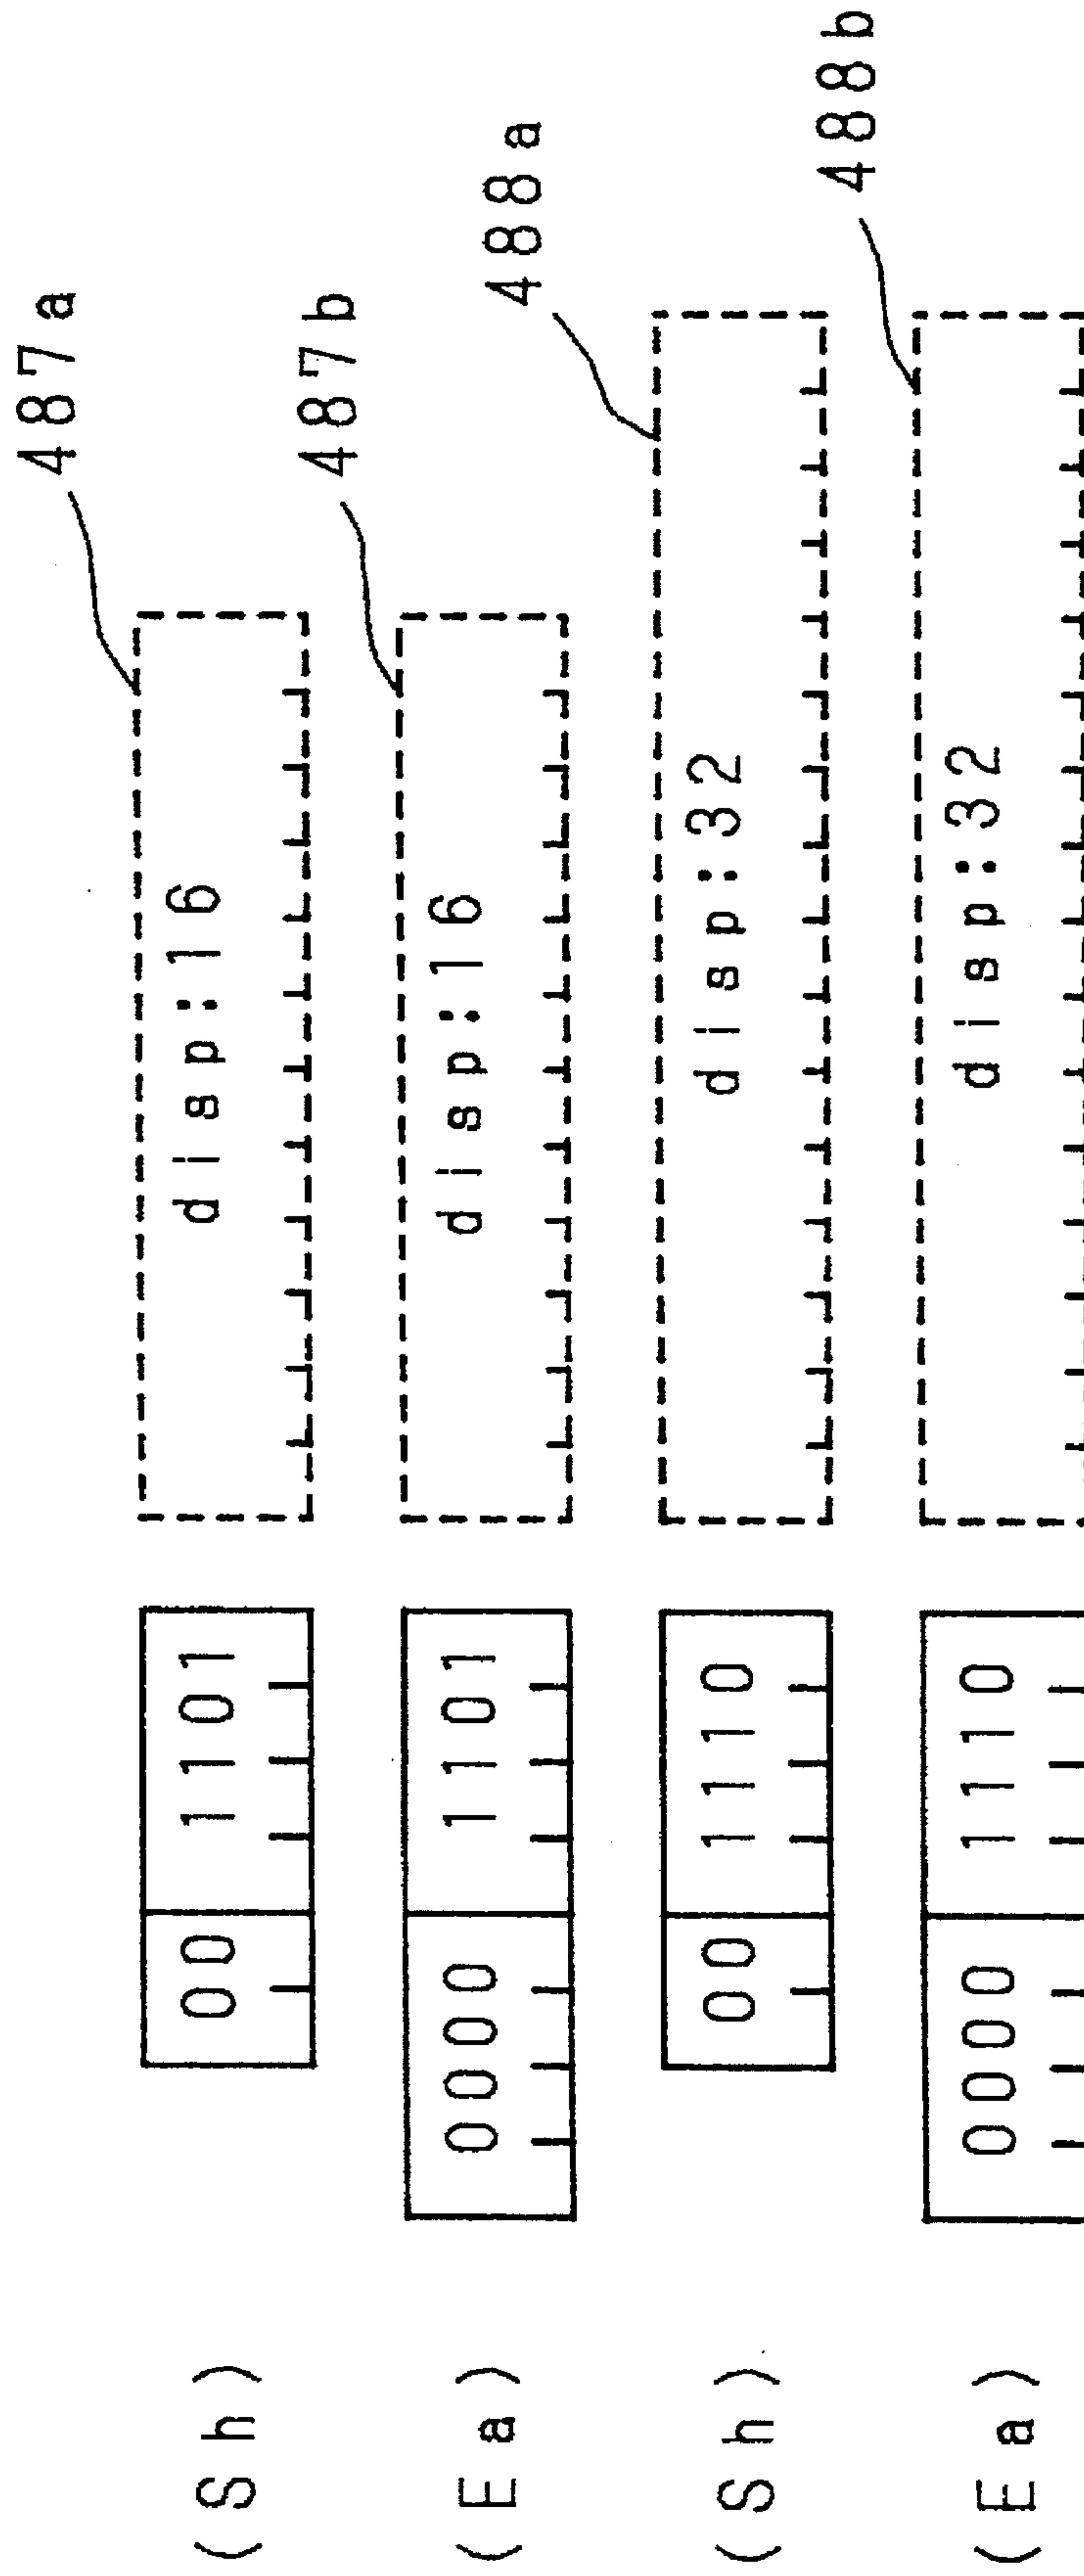 (Sh) 00 1101 disp:16 487a
(Ea) 0000 1101 disp:16 487b
(Sh) 00 1110 disp:32 488a
(Ea) 0000 1110 disp:32 488b